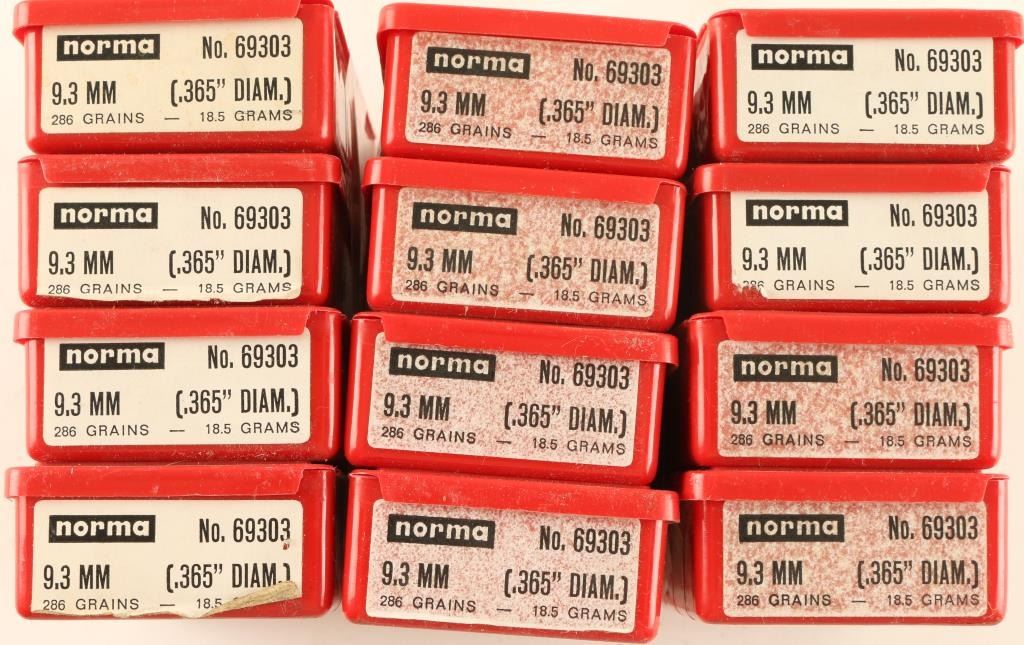 norma No. 69303
9.3 MM (.365" DIAM.)
286 GRAINS — 18.5 GRAMS
norma No. 69303
9.3 MM (.365" DIAM.)
286 GRAINS — 18.5 GRAMS
norma No. 69303
9.3 MM (.365" DIAM.)
286 GRAINS — 18.5 GRAMS
norma No. 69303
9.3 MM (.365" DIAM.)
286 GRAINS — 18.5 GRAMS
norma No. 69303
9.3 MM (.365" DIAM.)
286 GRAINS — 18.5 GRAMS
norma No. 69303
9.3 MM (.365" DIAM.)
286 GRAINS — 18.5 GRAMS
norma No. 69303
9.3 MM (.365" DIAM.)
286 GRAINS — 18.5 GRAMS
norma No. 69303
9.3 MM (.365" DIAM.)
286 GRAINS — 18.5 GRAMS
norma No. 69303
9.3 MM (.365" DIAM.)
286 GRAINS — 18.5 GRAMS
norma No. 69303
9.3 MM (.365" DIAM.)
286 GRAINS — 18.5
norma No. 69303
9.3 MM (.365" DIAM.)
286 GRAINS — 18.5 GRAMS
norma No. 69303
9.3 MM (.365" DIAM.)
286 GRAINS — 18.5 GRAMS